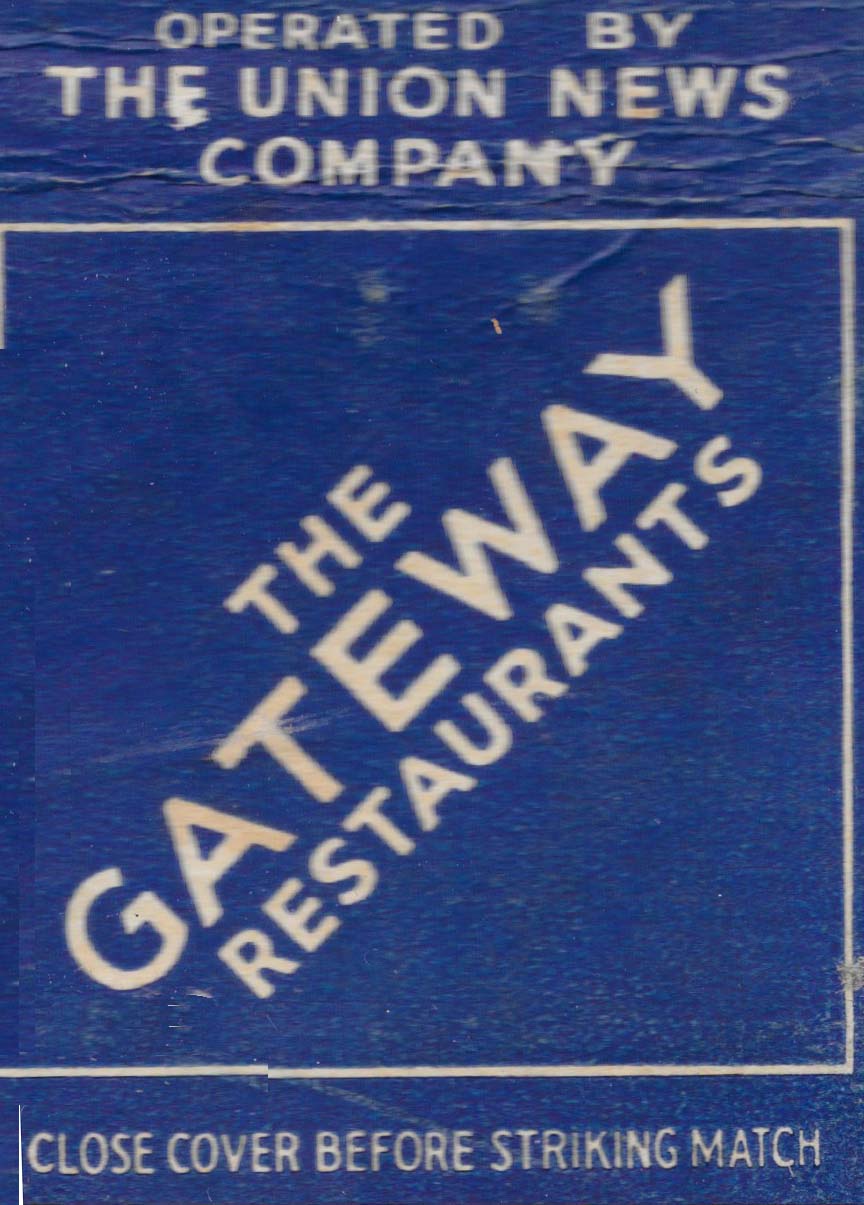 OPERATED BY
THE UNION NEWS
COMPANY
THE
GATEWAY
RESTAURANTS
CLOSE COVER BEFORE STRIKING MATCH